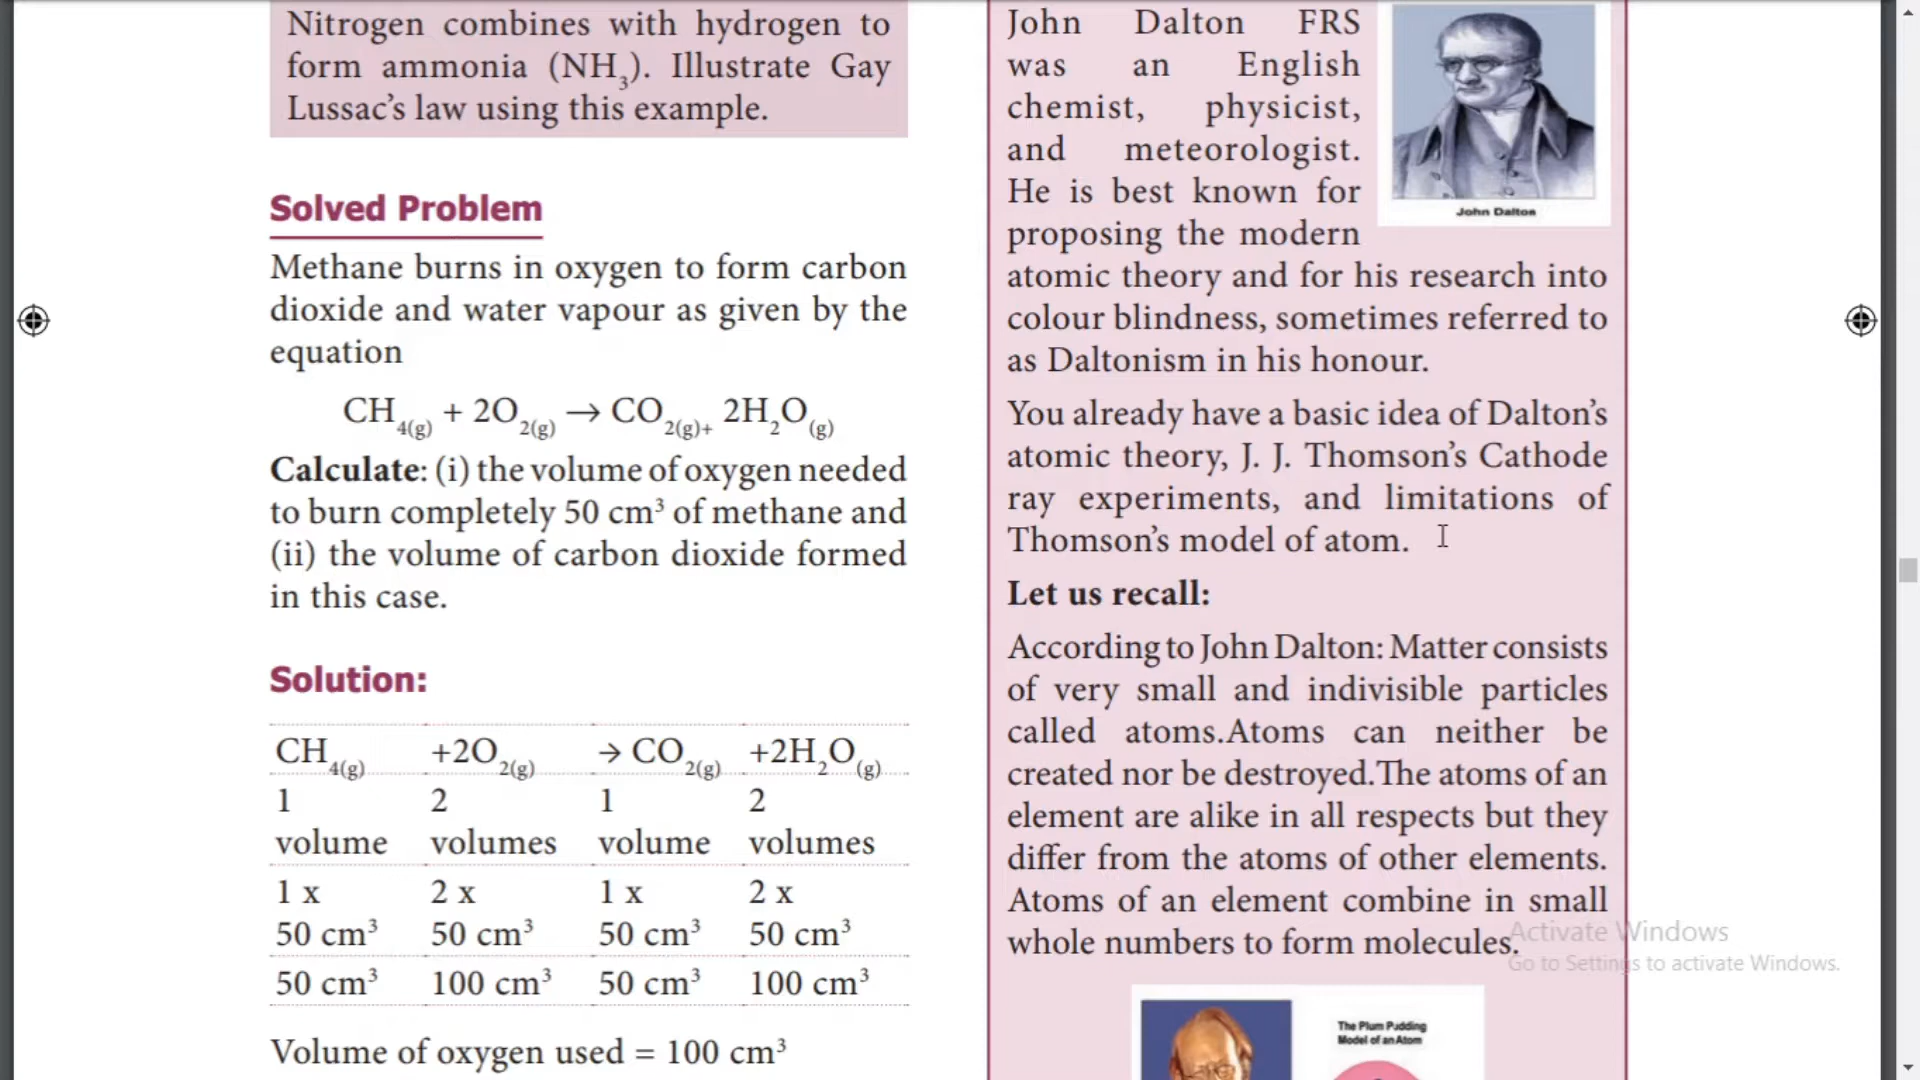 Nitrogen combines with hydrogen to
form ammonia (NH₃). Illustrate Gay
Lussac's law using this example.
Solved Problem
Methane burns in oxygen to form carbon
dioxide and water vapour as given by the
equation
CH₄(g) + 2O₂(g) → CO₂(g)+ 2H₂O(g)
Calculate: (i) the volume of oxygen needed
to burn completely 50 cm³ of methane and
(ii) the volume of carbon dioxide formed
in this case.
Solution:
CH₄(g) +2O₂(g) → CO₂(g) +2H₂O(g)
1 2 1 2
volume volumes volume volumes
1 x 2 x 1 x 2 x
50 cm³ 50 cm³ 50 cm³ 50 cm³
50 cm³ 100 cm³ 50 cm³ 100 cm³
Volume of oxygen used = 100 cm³
John Dalton FRS
was an English
chemist, physicist,
and meteorologist.
He is best known for
proposing the modern
atomic theory and for his research into
colour blindness, sometimes referred to
as Daltonism in his honour.
John Dalton
You already have a basic idea of Dalton's
atomic theory, J. J. Thomson's Cathode
ray experiments, and limitations of
Thomson's model of atom.
Let us recall:
According to John Dalton: Matter consists
of very small and indivisible particles
called atoms.Atoms can neither be
created nor be destroyed.The atoms of an
element are alike in all respects but they
differ from the atoms of other elements.
Atoms of an element combine in small
whole numbers to form molecules.
The Plum Pudding
Model of an Atom
Activate Windows
Go to Settings to activate Windows.